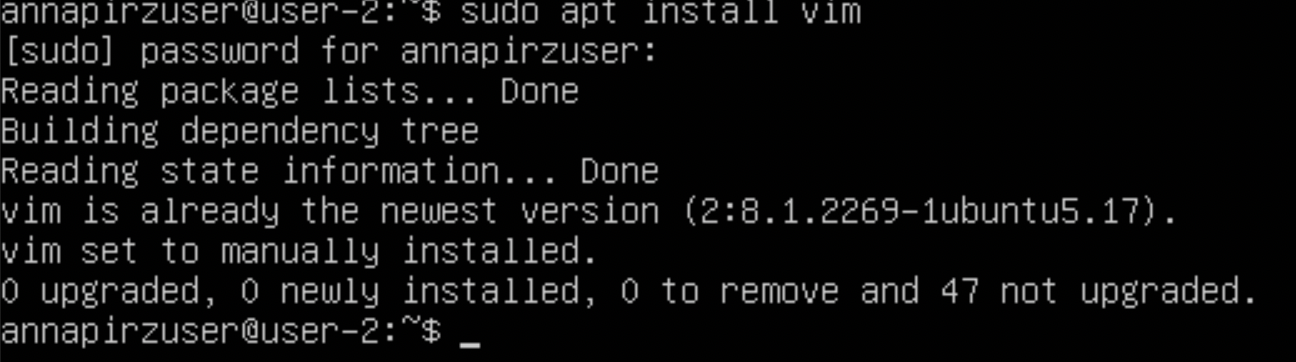 annapirzuser@user-2:~$ sudo apt install vim
[sudo] password for annapirzuser:
Reading package lists... Done
Building dependency tree
Reading state information... Done
vim is already the newest version (2:8.1.2269-1ubuntu5.17).
vim set to manually installed.
0 upgraded, 0 newly installed, 0 to remove and 47 not upgraded.
annapirzuser@user-2:~$ _